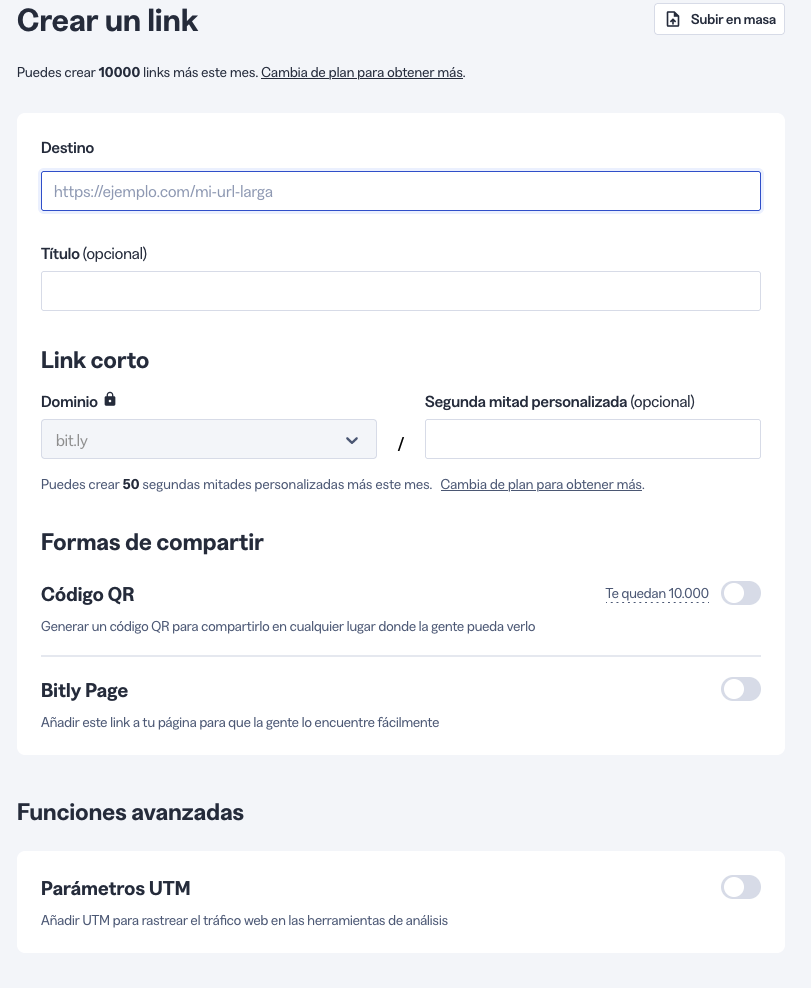 Crear un link
Subir en masa
Puedes crear 10000 links más este mes. Cambia de plan para obtener más.
Destino
https://ejemplo.com/mi-url-larga
Título (opcional)
Link corto
Dominio
Segunda mitad personalizada (opcional)
bit.ly
/
Puedes crear 50 segundas mitades personalizadas más este mes. Cambia de plan para obtener más.
Formas de compartir
Código QR
Te quedan 10.000
Generar un código QR para compartirlo en cualquier lugar donde la gente pueda verlo
Bitly Page
Añadir este link a tu página para que la gente lo encuentre fácilmente
Funciones avanzadas
Parámetros UTM
Añadir UTM para rastrear el tráfico web en las herramientas de análisis